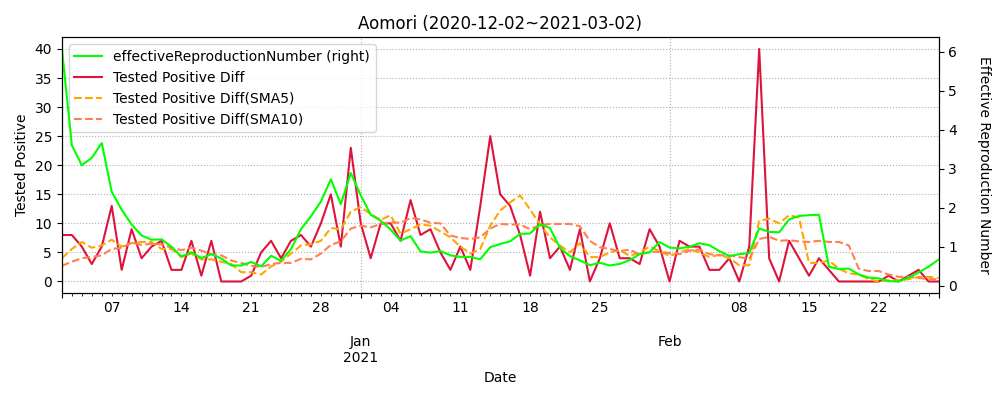 Aomori (2020-12-02~2021-03-02)
effectiveReproductionNumber (right)
Tested Positive Diff
Tested Positive Diff(SMA5)
Tested Positive Diff(SMA10)
Tested Positive
40
35
30
25
20
15
10
5
0
6
5
4
3
2
1
0
Effective Reproduction Number
07 14 21 28 04 11 18 25 08 15 22
Jan Feb
2021
Date